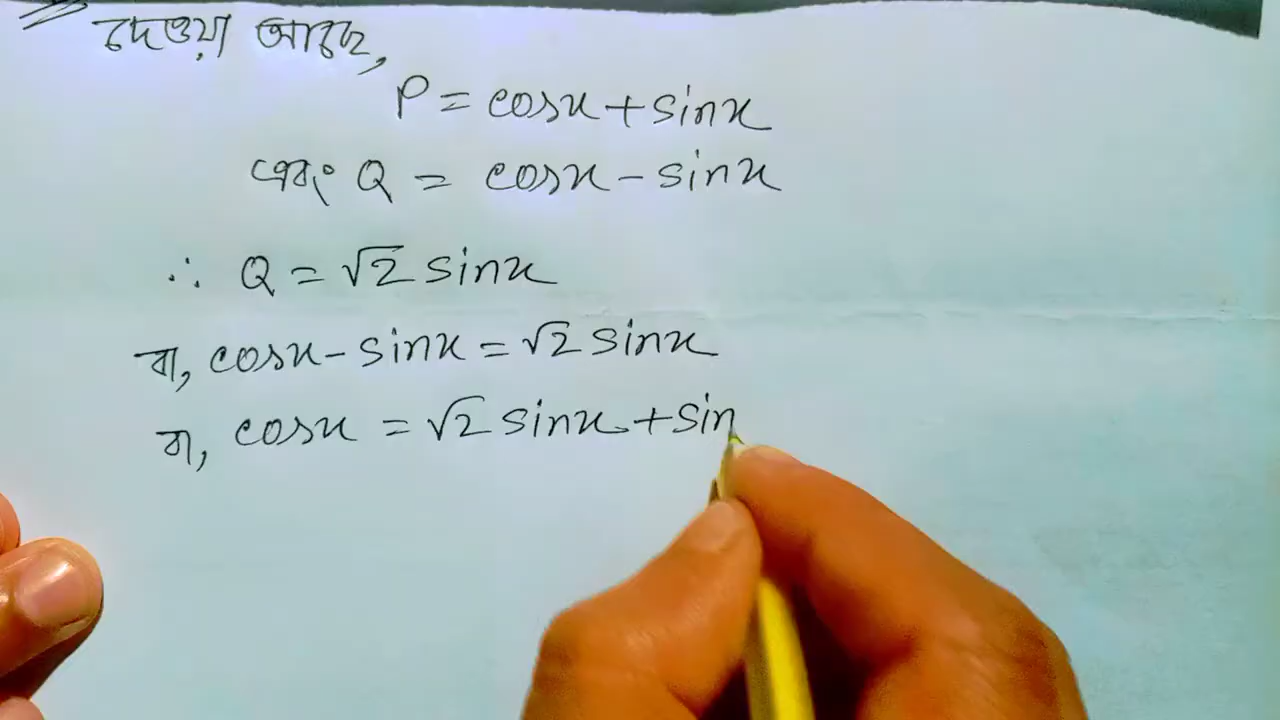 দেওয়া আছে,
P = cosx + sinx
এবং Q = cosx - sinx
∴ Q = √2 sinx
বা, cosx - sinx = √2 sinx
বা, cosx = √2 sinx + sin